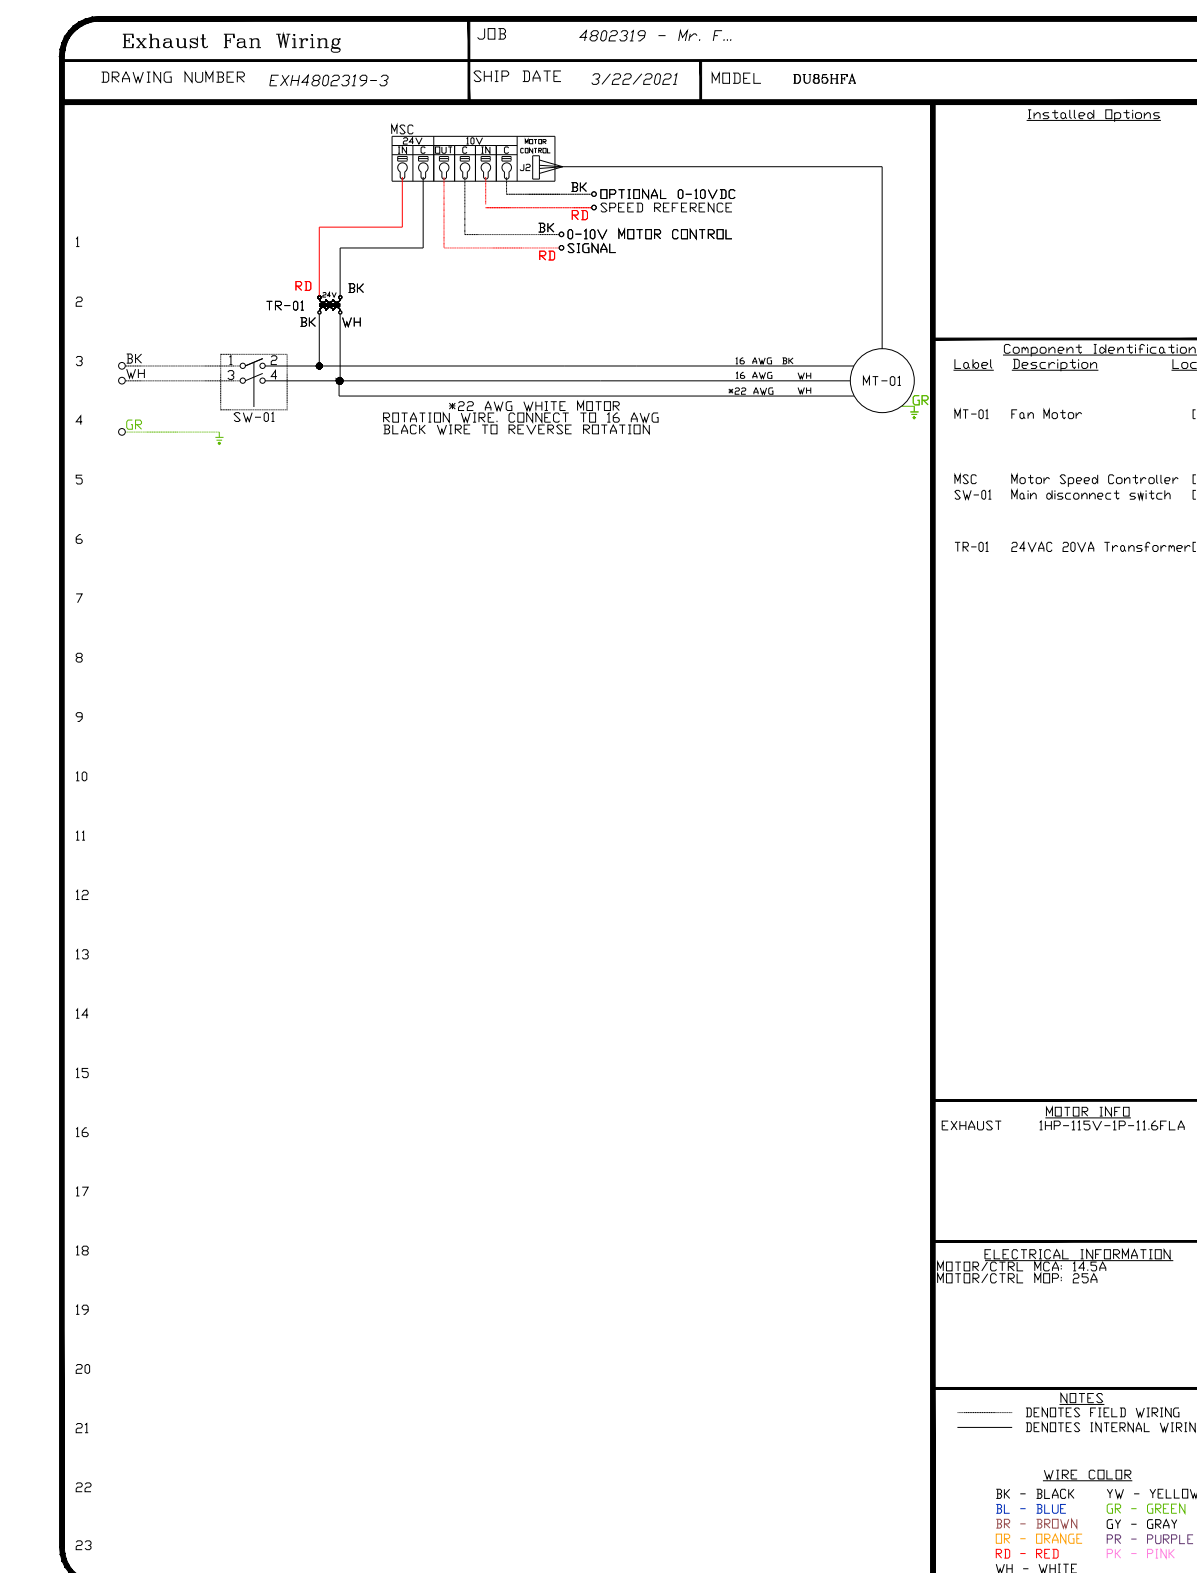 Exhaust Fan Wiring
JOB 4802319 - Mr. F...
DRAWING NUMBER EXH4802319-3
SHIP DATE 3/22/2021
MODEL DU85HFA
MSC
24V 10V MOTOR CONTROL
IN C OUT C IN C
J2
BK OPTIONAL 0-10VDC
RD SPEED REFERENCE
BK 0-10V MOTOR CONTROL
RD SIGNAL
RD 24V BK
TR-01
BK WH
BK 1 2
WH 3 4
SW-01
GR
16 AWG BK
16 AWG WH
*22 AWG WH
MT-01
GR
*22 AWG WHITE MOTOR
ROTATION WIRE. CONNECT TO 16 AWG
BLACK WIRE TO REVERSE ROTATION
1
2
3
4
5
6
7
8
9
10
11
12
13
14
15
16
17
18
19
20
21
22
23
Installed Options
Component Identification
Label Description Loc
MT-01 Fan Motor [
MSC Motor Speed Controller [
SW-01 Main disconnect switch [
TR-01 24VAC 20VA Transformer[
MOTOR INFO
EXHAUST 1HP-115V-1P-11.6FLA
ELECTRICAL INFORMATION
MOTOR/CTRL MCA: 14.5A
MOTOR/CTRL MOP: 25A
NOTES
DENOTES FIELD WIRING
DENOTES INTERNAL WIRIN
WIRE COLOR
BK - BLACK YW - YELLOW
BL - BLUE GR - GREEN
BR - BROWN GY - GRAY
OR - ORANGE PR - PURPLE
RD - RED PK - PINK
WH - WHITE